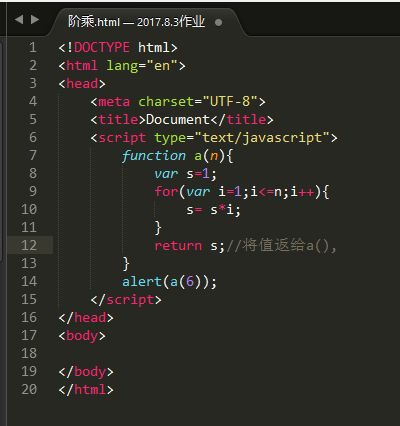 阶乘.html — 2017.8.3作业
1 <!DOCTYPE html>
2 <html lang="en">
3 <head>
4     <meta charset="UTF-8">
5     <title>Document</title>
6     <script type="text/javascript">
7         function a(n){
8             var s=1;
9             for(var i=1;i<=n;i++){
10                 s= s*i;
11             }
12             return s;//将值返给a(),
13         }
14         alert(a(6));
15     </script>
16 </head>
17 <body>
18
19 </body>
20 </html>